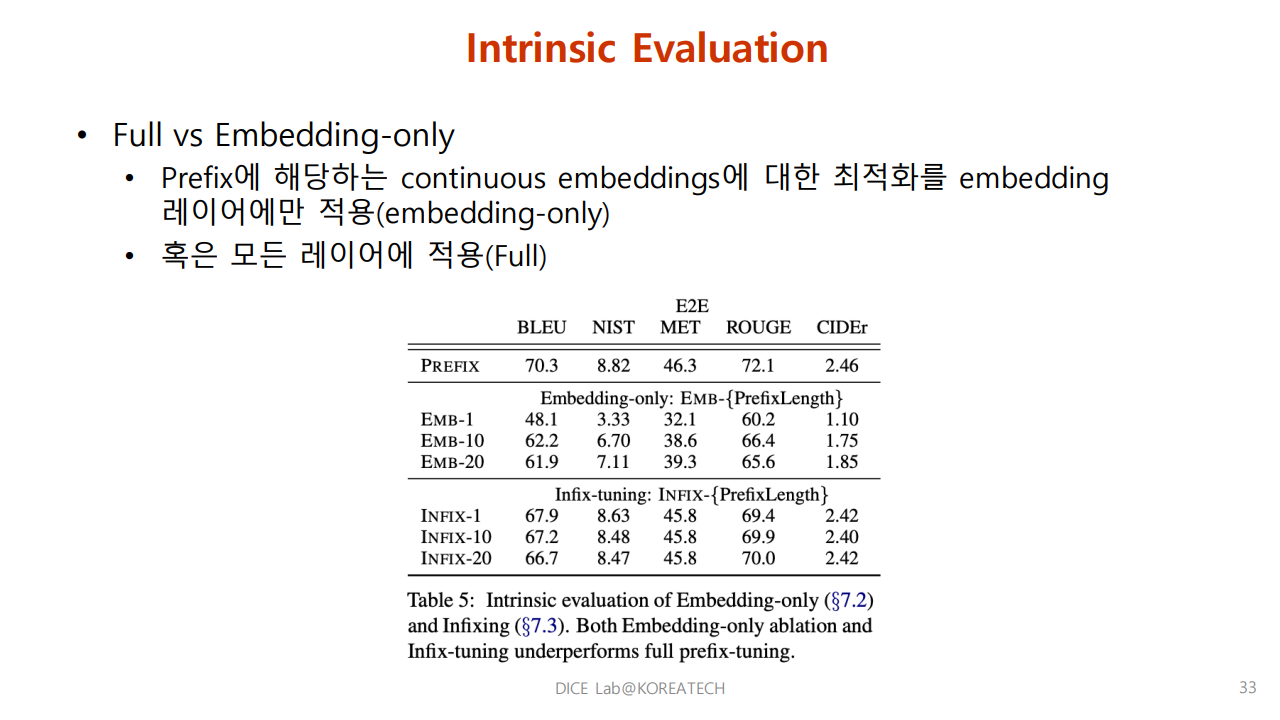 Intrinsic Evaluation
• Full vs Embedding-only
• Prefix에 해당하는 continuous embeddings에 대한 최적화를 embedding
레이어에만 적용(embedding-only)
• 혹은 모든 레이어에 적용(Full)
E2E
BLEU NIST MET ROUGE CIDEr
PREFIX 70.3 8.82 46.3 72.1 2.46
Embedding-only: EMB-{PrefixLength}
EMB-1 48.1 3.33 32.1 60.2 1.10
EMB-10 62.2 6.70 38.6 66.4 1.75
EMB-20 61.9 7.11 39.3 65.6 1.85
Infix-tuning: INFIX-{PrefixLength}
INFIX-1 67.9 8.63 45.8 69.4 2.42
INFIX-10 67.2 8.48 45.8 69.9 2.40
INFIX-20 66.7 8.47 45.8 70.0 2.42
Table 5: Intrinsic evaluation of Embedding-only (§7.2)
and Infixing (§7.3). Both Embedding-only ablation and
Infix-tuning underperforms full prefix-tuning.
DICE Lab@KOREATECH
33